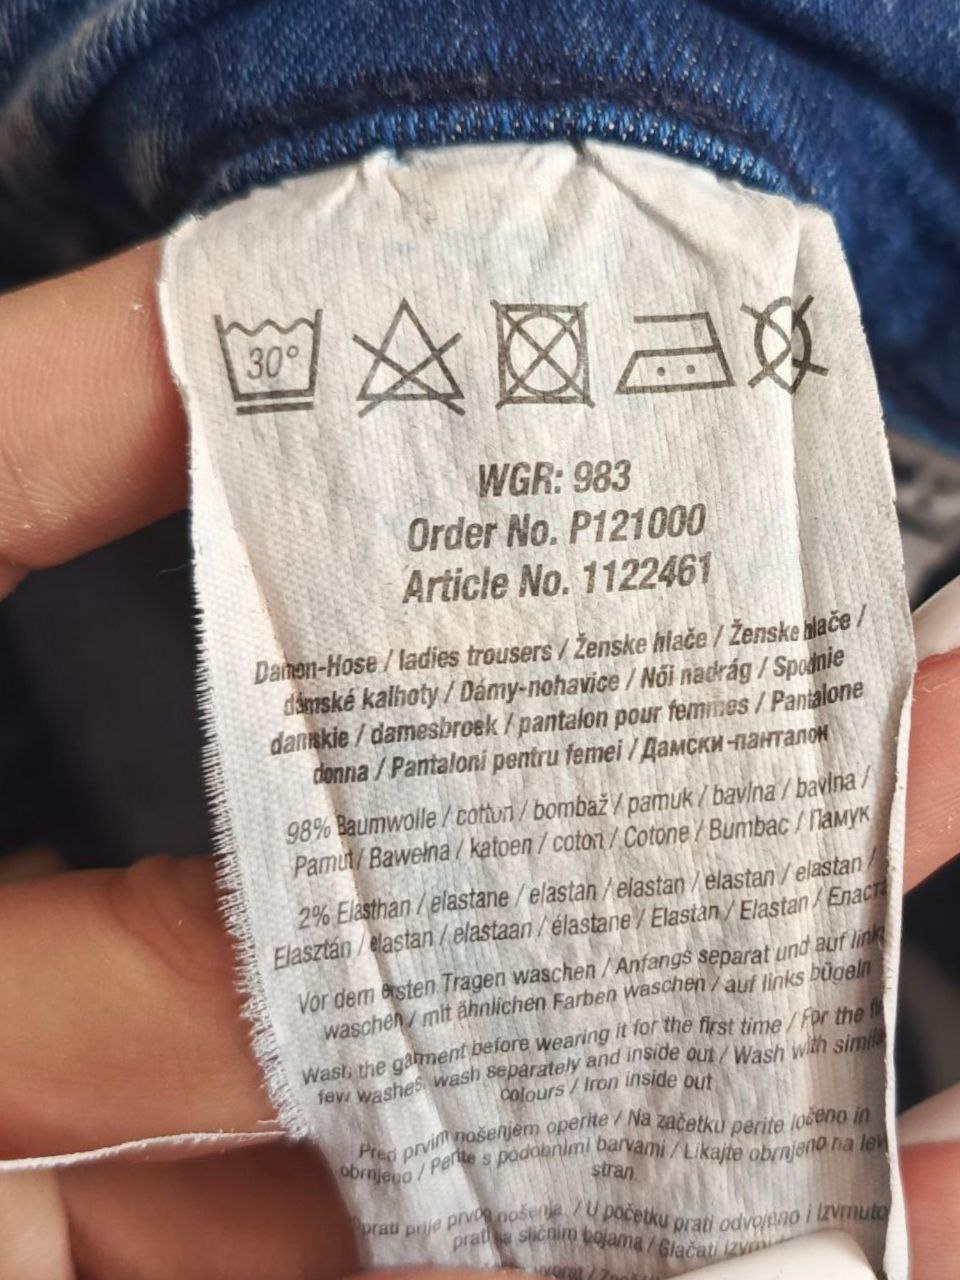 30°
WGR: 983
Order No. P121000
Article No. 1122461
Damen-Hose / ladies trousers / Ženske hlače / Ženske hlače /
dámské kalhoty / Dámy-nohavice / Női nadrág / Spodnie
damskie / damesbroek / pantalon pour femmes / Pantalone
donna / Pantaloni pentru femei / Дамски-панталон
98% Baumwolle / cotton / bombaž / pamuk / bavlna / bavlna /
Pamut / Bawełna / katoen / coton / Cotone / Bumbac / Памук
2% Elasthan / elastane / elastan / elastan / elastan / elastan /
Elasztán / elastan / elastaan / élastane / Elastan / Elastan /
Vor dem ersten Tragen waschen / Anfangs separat und auf links
waschen / mit ähnlichen Farben waschen / auf links bügeln
Wash the garment before wearing it for the first time / For the
few washes, wash separately and inside out / Wash with similar
colours / Iron inside out
Pred prvim nošenjem operite / Na začetku perite ločeno in
obrnjeno / Perite s podobnimi barvami / Likajte obrnjeno na
stran.
prati prije prvog nošenja. / U početku prati odvojeno i
prati sa sličnim bojama / Glačati